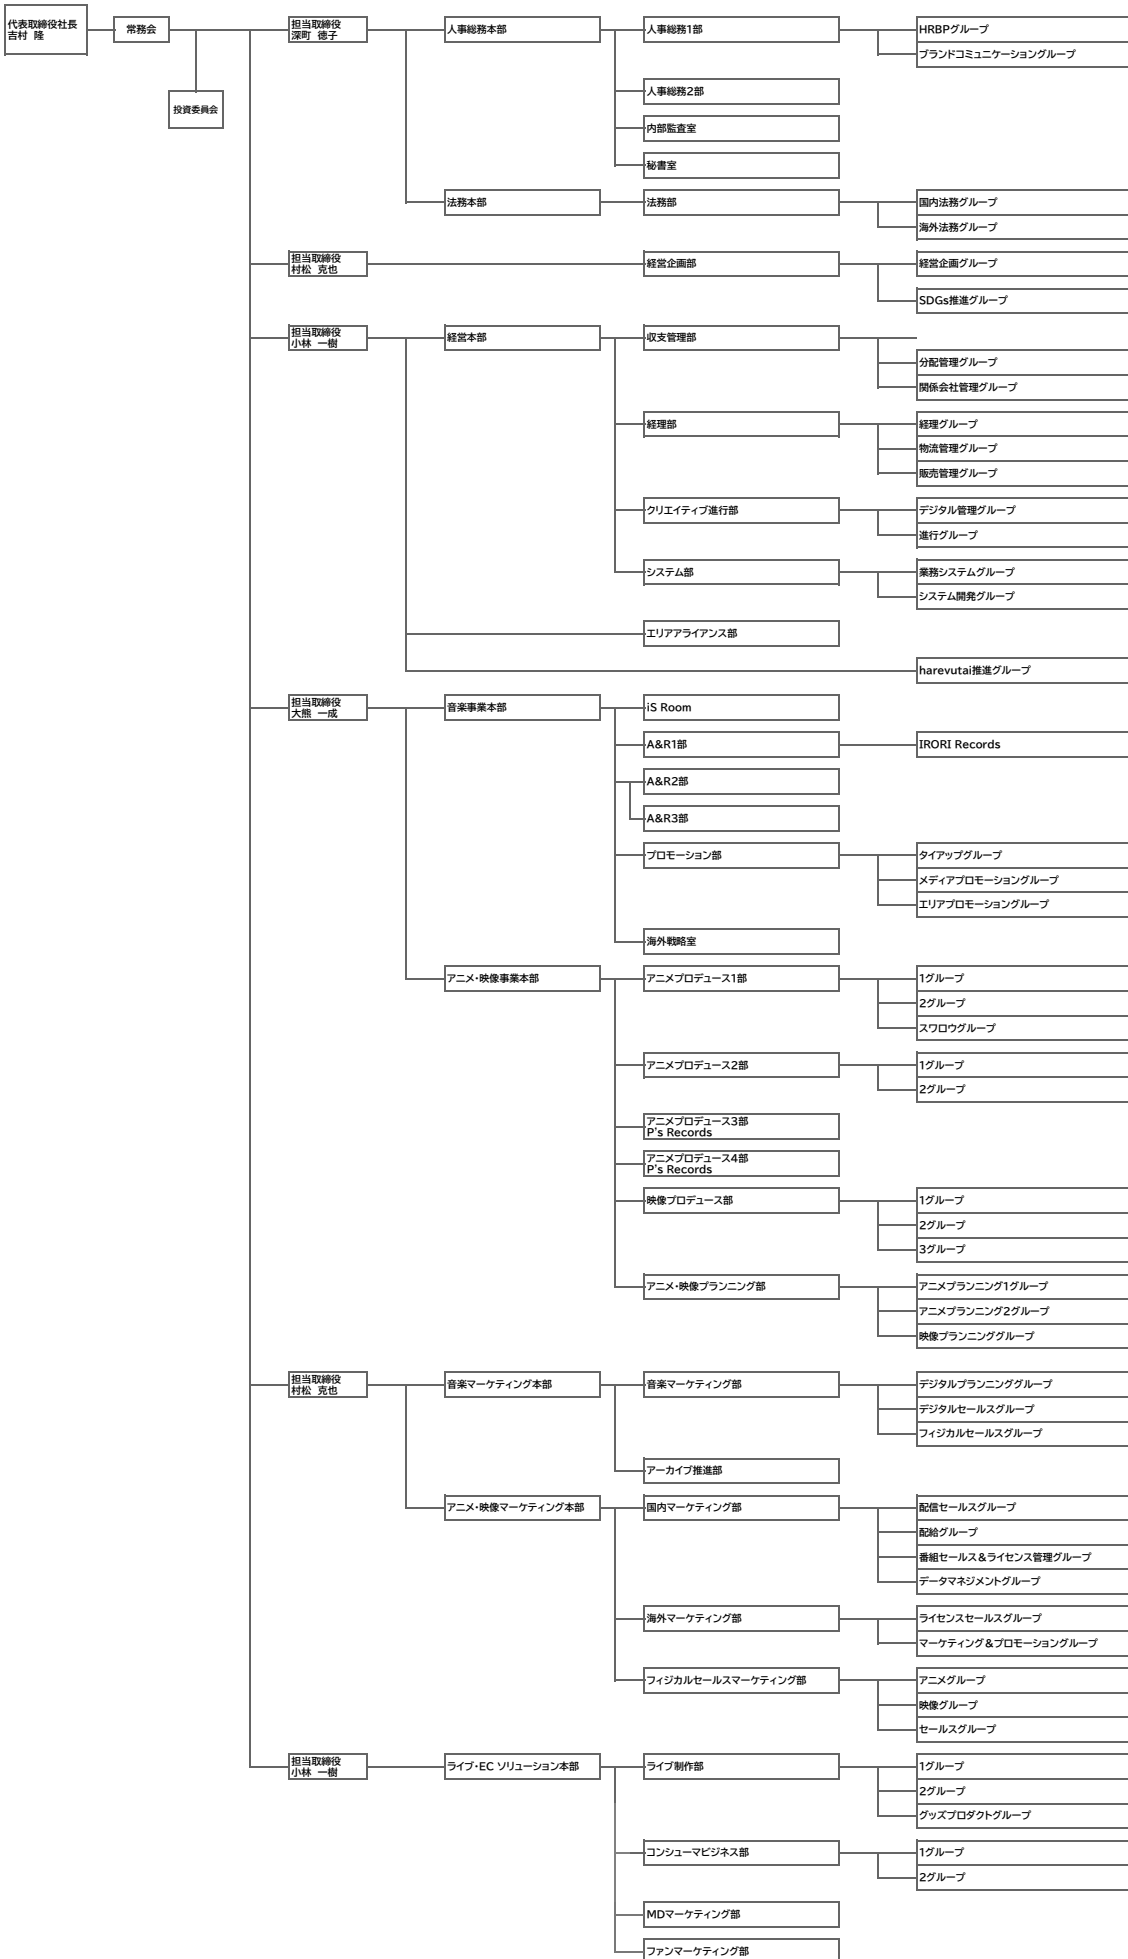 代表取締役社長
吉村 隆
常務会
投資委員会
担当取締役
深町 徳子
人事総務本部
人事総務1部
HRBPグループ
ブランドコミュニケーショングループ
人事総務2部
内部監査室
秘書室
法務本部
法務部
国内法務グループ
海外法務グループ
担当取締役
村松 克也
経営企画部
経営企画グループ
SDGs推進グループ
担当取締役
小林 一樹
経営本部
収支管理部
分配管理グループ
関係会社管理グループ
経理部
経理グループ
物流管理グループ
販売管理グループ
クリエイティブ進行部
デジタル管理グループ
進行グループ
システム部
業務システムグループ
システム開発グループ
エリアアライアンス部
harevutai推進グループ
担当取締役
大熊 一成
音楽事業本部
iS Room
A&R1部
IRORI Records
A&R2部
A&R3部
プロモーション部
タイアップグループ
メディアプロモーショングループ
エリアプロモーショングループ
海外戦略室
アニメ・映像事業本部
アニメプロデュース1部
1グループ
2グループ
スワロウグループ
アニメプロデュース2部
1グループ
2グループ
アニメプロデュース3部
P's Records
アニメプロデュース4部
P's Records
映像プロデュース部
1グループ
2グループ
3グループ
アニメ・映像プランニング部
アニメプランニング1グループ
アニメプランニング2グループ
映像プランニンググループ
担当取締役
村松 克也
音楽マーケティング本部
音楽マーケティング部
デジタルプランニンググループ
デジタルセールスグループ
フィジカルセールスグループ
アーカイブ推進部
アニメ・映像マーケティング本部
国内マーケティング部
配信セールスグループ
配給グループ
番組セールス&ライセンス管理グループ
データマネジメントグループ
海外マーケティング部
ライセンスセールスグループ
マーケティング&プロモーショングループ
フィジカルセールスマーケティング部
アニメグループ
映像グループ
セールスグループ
担当取締役
小林 一樹
ライブ・EC ソリューション本部
ライブ制作部
1グループ
2グループ
グッズプロダクトグループ
コンシューマビジネス部
1グループ
2グループ
MDマーケティング部
ファンマーケティング部